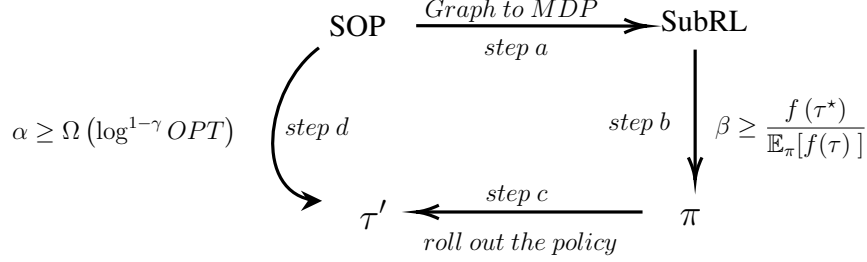 SOP
Graph to MDP
step a
SubRL
α ≥ Ω (log^{1−γ} OPT)
step d
step b
β ≥ f (τ*) / 𝔼_π[f(τ) ]
τ′
step c
roll out the policy
π